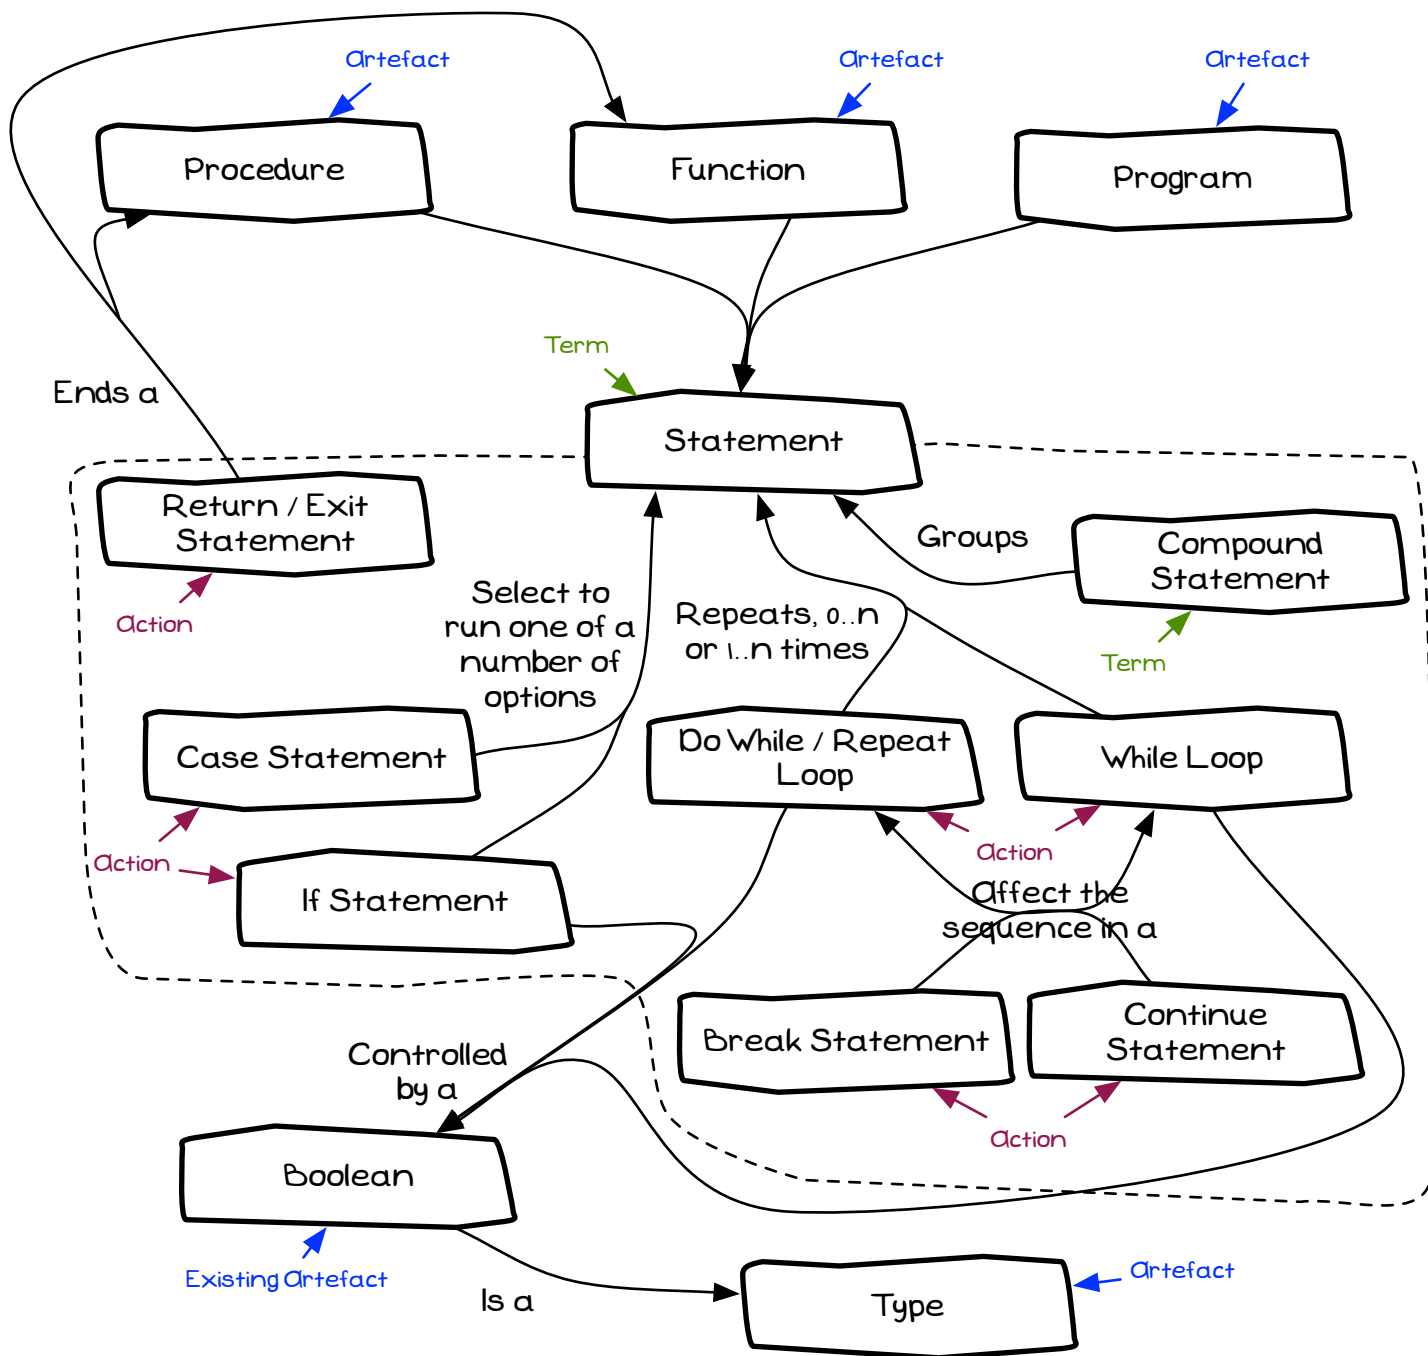 Artefact
Artefact
Artefact
Procedure
Function
Program
Term
Ends a
Statement
Return / Exit
Statement
Action
Groups
Compound
Statement
Term
Select to
run one of a
number of
options
Repeats, 0..n
or 1..n times
Case Statement
Do While / Repeat
Loop
While Loop
Action
Action
If Statement
Affect the
sequence in a
Break Statement
Continue
Statement
Action
Controlled
by a
Boolean
Existing Artefact
Is a
Type
Artefact